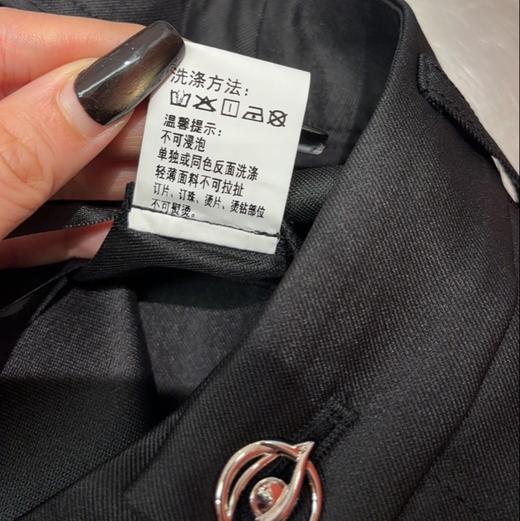 洗涤方法:
温馨提示:
不可浸泡
单独或同色反面洗涤
轻薄面料不可拉扯
订片、订珠、烫片、烫钻部位
不可熨烫。